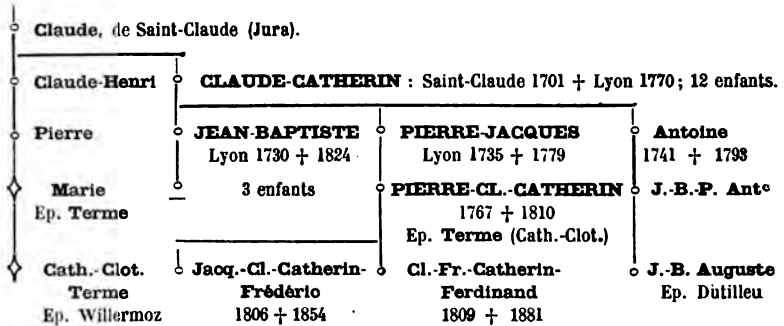 Claude, de Saint-Claude (Jura).
Claude-Henri CLAUDE-CATHERIN : Saint-Claude 1701 + Lyon 1770 ; 12 enfants.
Pierre JEAN-BAPTISTE PIERRE-JACQUES Antoine
Lyon 1730 + 1824 Lyon 1735 + 1779 1741 + 1793
Marie 3 enfants PIERRE-CL.-CATHERIN J.-B.-P. Antᵉ
Ep. Terme 1767 + 1810
Ep. Terme (Cath.-Clot.)
Cath.-Clot. Jacq.-Cl.-Catherin- Cl.-Fr.-Catherin- J.-B. Auguste
Terme Frédéric Ferdinand Ep. Dutilleu
Ep. Willermoz 1806 + 1854 1809 + 1881